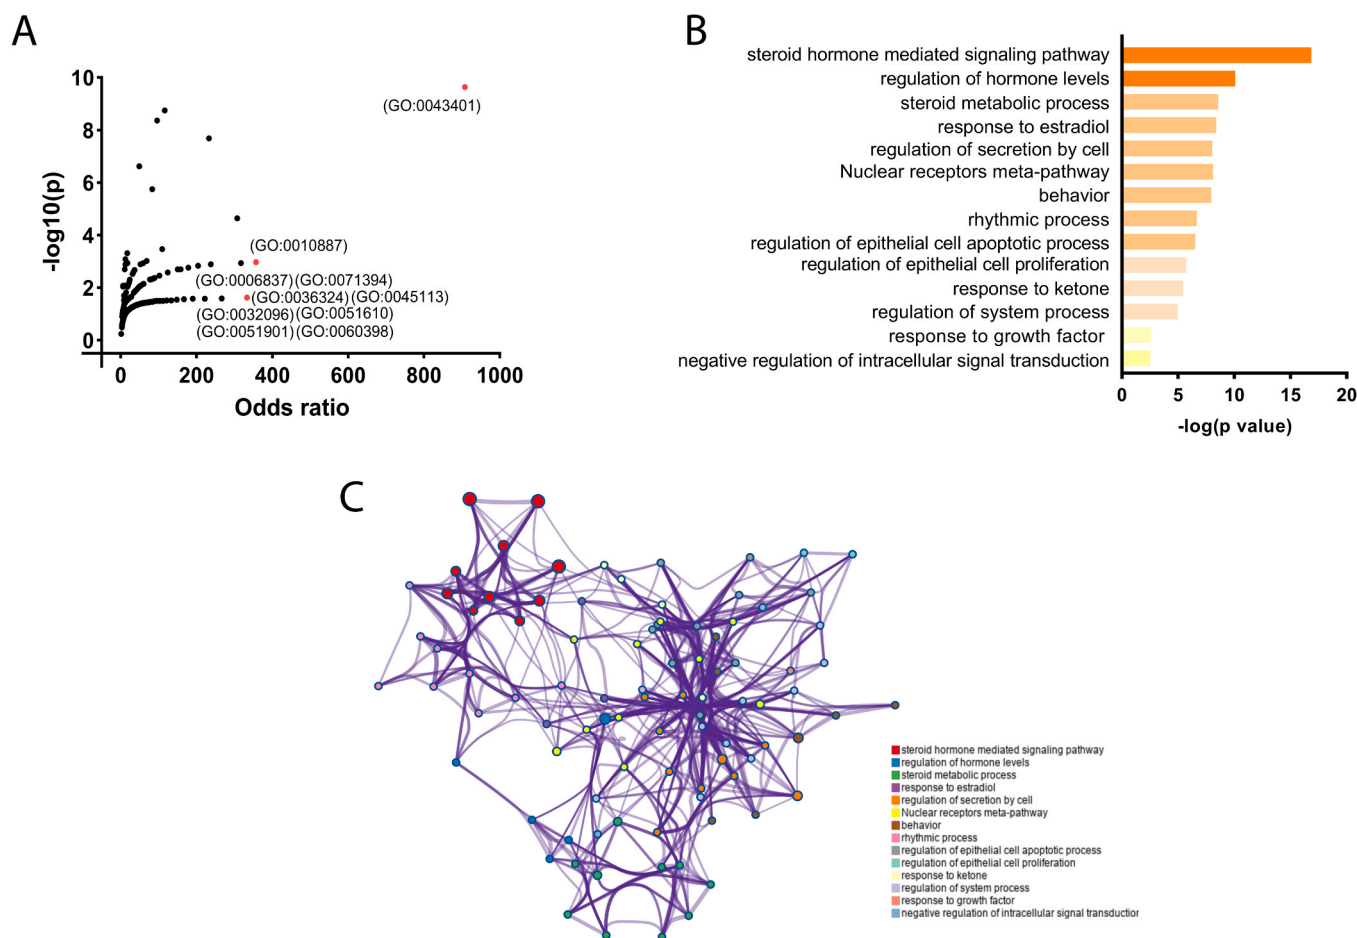 A
10
8
6
4
2
0
-log10(p)
(GO:0043401)
(GO:0010887)
(GO:0006837)(GO:0071394)
(GO:0036324)(GO:0045113)
(GO:0032096)(GO:0051610)
(GO:0051901)(GO:0060398)
0 200 400 600 800 1000
Odds ratio
B
steroid hormone mediated signaling pathway
regulation of hormone levels
steroid metabolic process
response to estradiol
regulation of secretion by cell
Nuclear receptors meta-pathway
behavior
rhythmic process
regulation of epithelial cell apoptotic process
regulation of epithelial cell proliferation
response to ketone
regulation of system process
response to growth factor
negative regulation of intracellular signal transduction
0 5 10 15 20
-log(p value)
C
steroid hormone mediated signaling pathway
regulation of hormone levels
steroid metabolic process
response to estradiol
regulation of secretion by cell
Nuclear receptors meta-pathway
behavior
rhythmic process
regulation of epithelial cell apoptotic process
regulation of epithelial cell proliferation
response to ketone
regulation of system process
response to growth factor
negative regulation of intracellular signal transduction